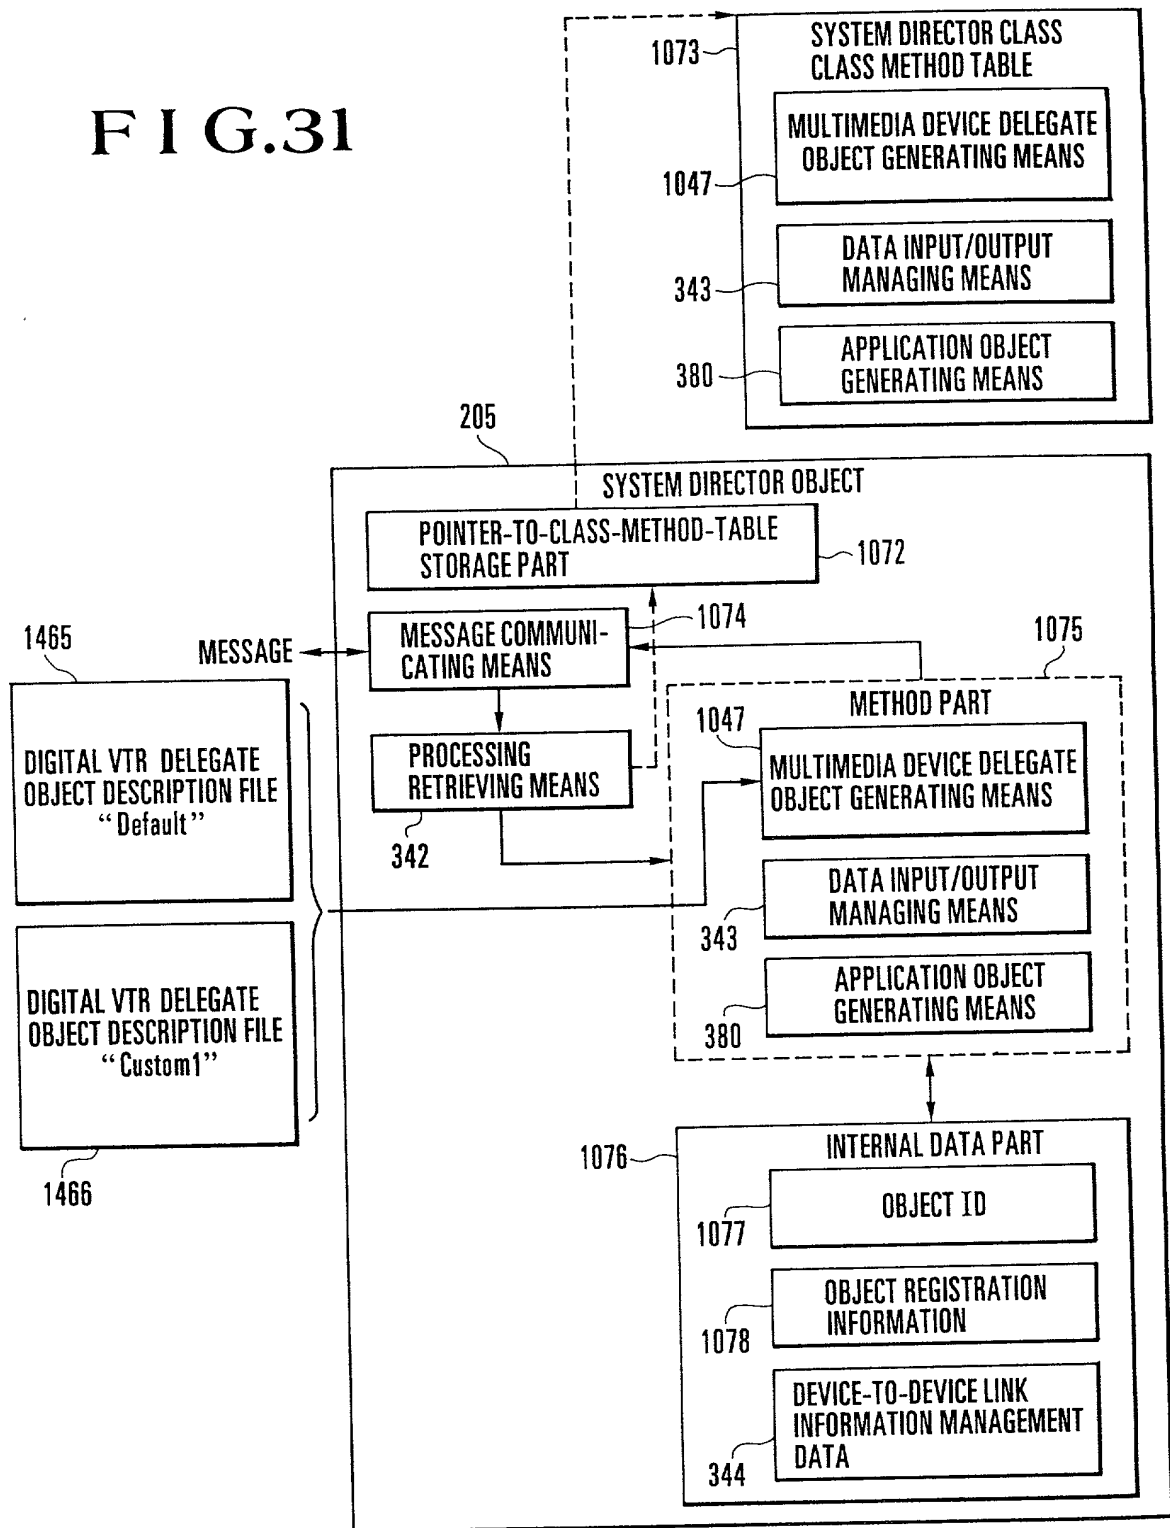 FIG.31
1073
SYSTEM DIRECTOR CLASS
CLASS METHOD TABLE
MULTIMEDIA DEVICE DELEGATE
OBJECT GENERATING MEANS
1047
DATA INPUT/OUTPUT
MANAGING MEANS
343
APPLICATION OBJECT
GENERATING MEANS
380
205
SYSTEM DIRECTOR OBJECT
POINTER-TO-CLASS-METHOD-TABLE
STORAGE PART
1072
1074
MESSAGE
MESSAGE COMMUNI-
CATING MEANS
PROCESSING
RETRIEVING MEANS
342
1465
DIGITAL VTR DELEGATE
OBJECT DESCRIPTION FILE
“Default”
DIGITAL VTR DELEGATE
OBJECT DESCRIPTION FILE
“Custom1”
1466
1075
METHOD PART
1047
MULTIMEDIA DEVICE DELEGATE
OBJECT GENERATING MEANS
DATA INPUT/OUTPUT
MANAGING MEANS
343
APPLICATION OBJECT
GENERATING MEANS
380
1076
INTERNAL DATA PART
OBJECT ID
1077
OBJECT REGISTRATION
INFORMATION
1078
DEVICE-TO-DEVICE LINK
INFORMATION MANAGEMENT
DATA
344